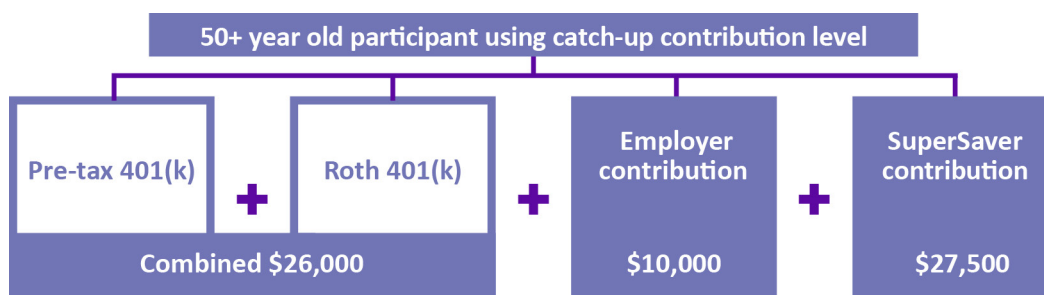 50+ year old participant using catch-up contribution level
Pre-tax 401(k)
+
Roth 401(k)
+
Employer
contribution
+
SuperSaver
contribution
Combined $26,000
$10,000
$27,500